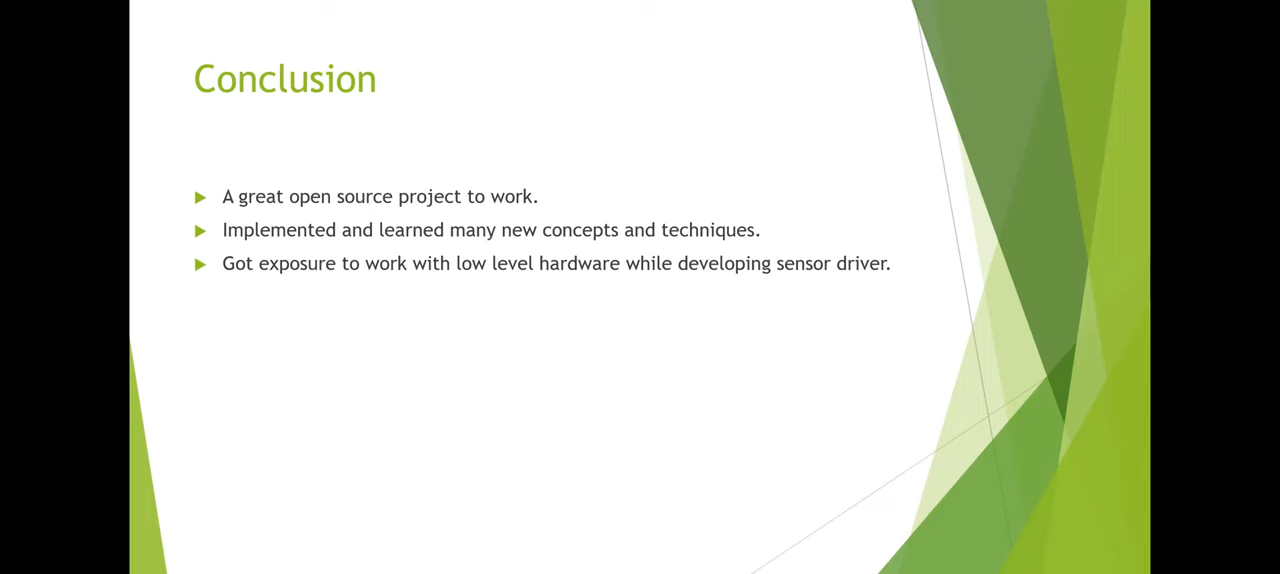 Conclusion
A great open source project to work.
Implemented and learned many new concepts and techniques.
Got exposure to work with low level hardware while developing sensor driver.